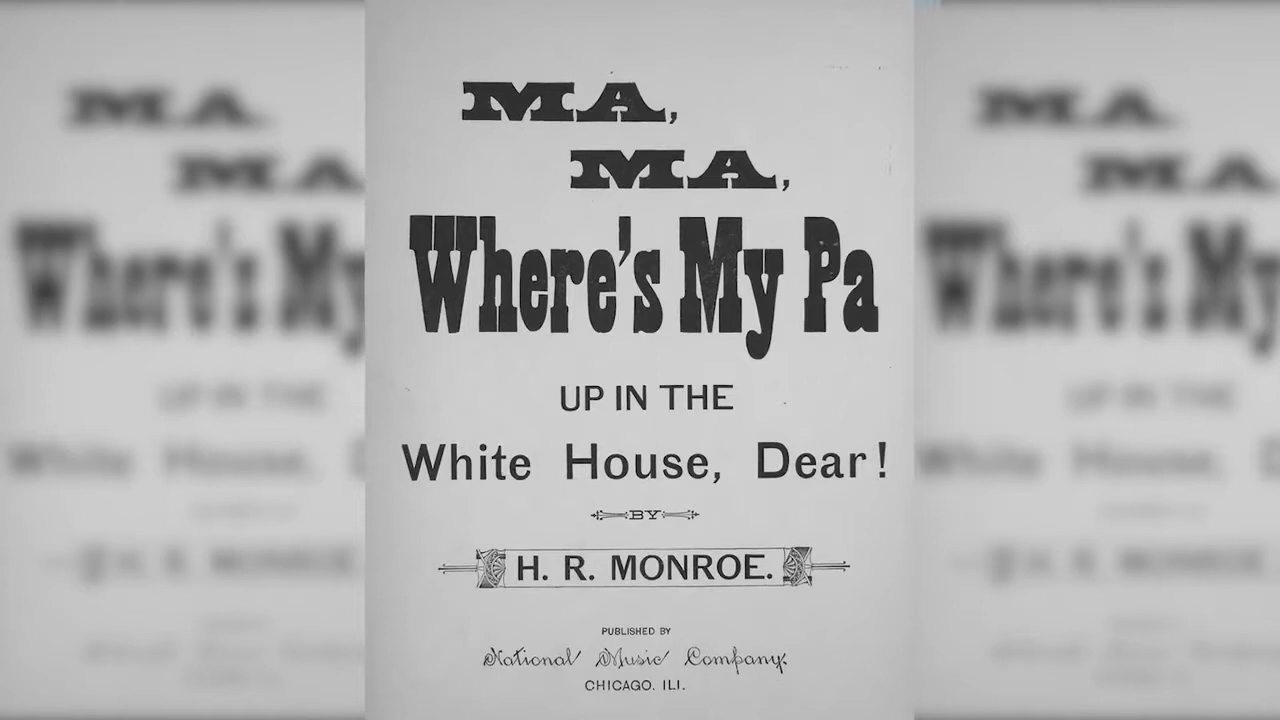 MA,
MA,
Where's My Pa
UP IN THE
White House, Dear!
BY
H. R. MONROE.
PUBLISHED BY
National Music Company.
CHICAGO. ILI.